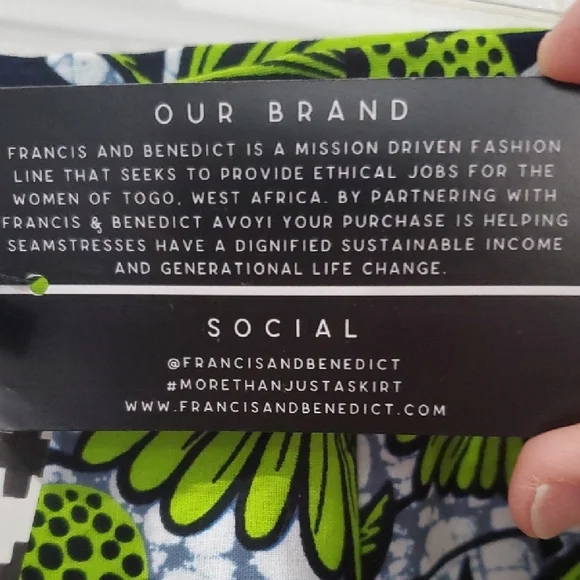 OUR BRAND
FRANCIS AND BENEDICT IS A MISSION DRIVEN FASHION
LINE THAT SEEKS TO PROVIDE ETHICAL JOBS FOR THE
WOMEN OF TOGO, WEST AFRICA. BY PARTNERING WITH
FRANCIS & BENEDICT AVOYI YOUR PURCHASE IS HELPING
SEAMSTRESSES HAVE A DIGNIFIED SUSTAINABLE INCOME
AND GENERATIONAL LIFE CHANGE.
SOCIAL
@FRANCISANDBENEDICT
#MORETHANJUSTASKIRT
WWW.FRANCISANDBENEDICT.COM